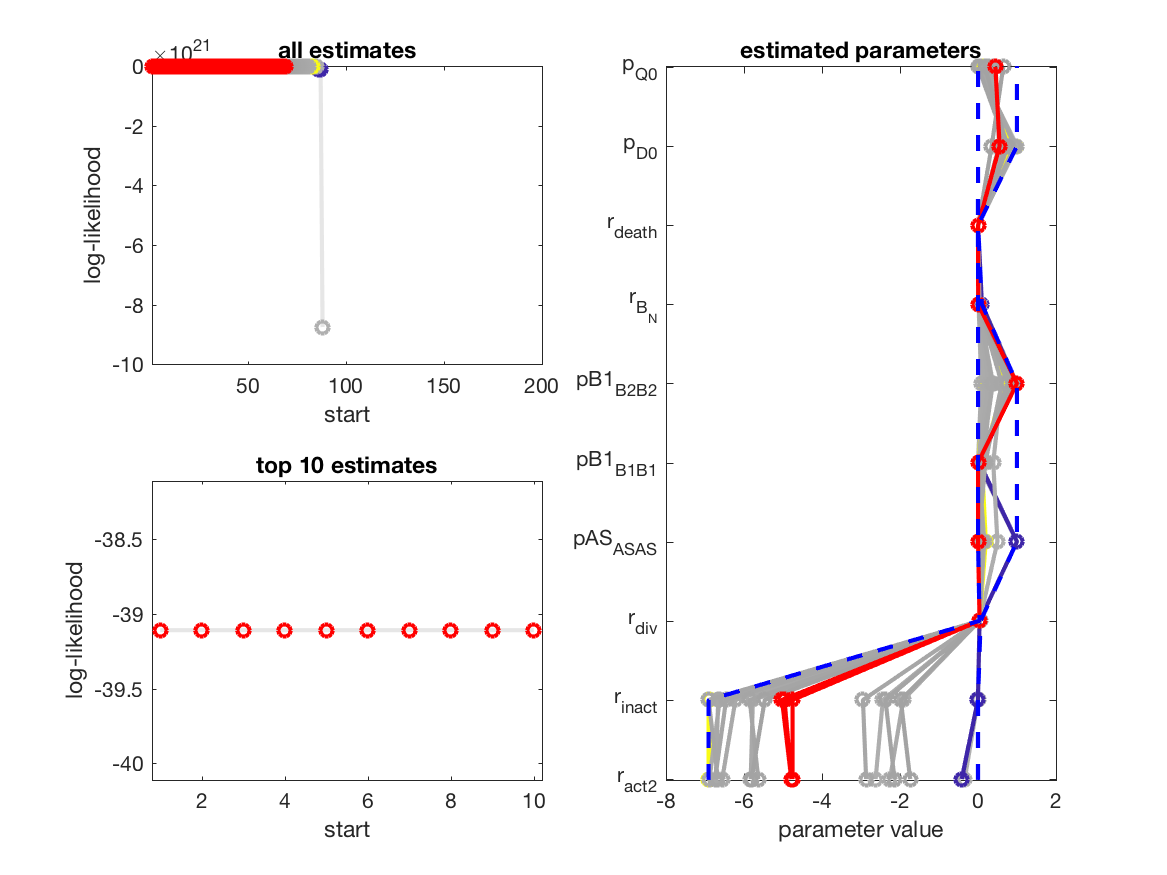 all estimates
×10^21
0
-2
-4
-6
-8
-10
50
100
150
200
start
log-likelihood
top 10 estimates
-38.5
-39
-39.5
-40
2
4
6
8
10
start
log-likelihood
estimated parameters
p_Q0
p_D0
r_death
r_B_N
pB1_B2B2
pB1_B1B1
pAS_ASAS
r_div
r_inact
r_act2
-8
-6
-4
-2
0
2
parameter value